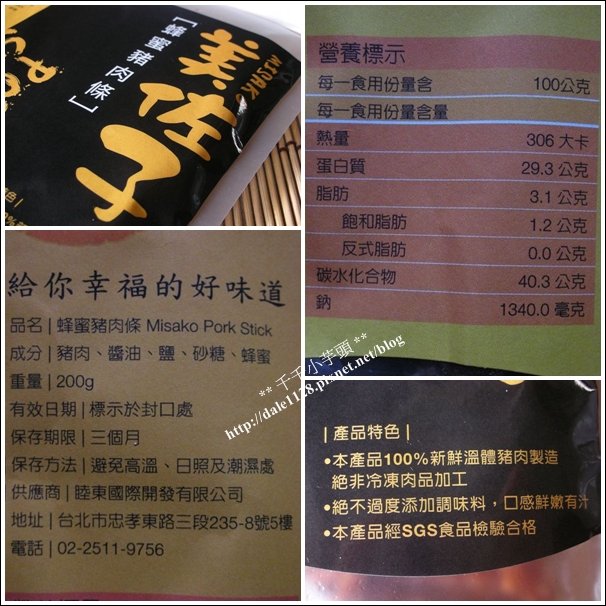 美佐子
MISAKO
「蜂蜜豬肉條」
營養標示
每一食用份量含 100公克
每一食用份量含量
熱量 306 大卡
蛋白質 29.3 公克
脂肪 3.1 公克
飽和脂肪 1.2 公克
反式脂肪 0.0 公克
碳水化合物 40.3 公克
鈉 1340.0 毫克
給你幸福的好味道
品名 | 蜂蜜豬肉條 Misako Pork Stick
成分 | 豬肉、醬油、鹽、砂糖、蜂蜜
重量 | 200g
有效日期 | 標示於封口處
保存期限 | 三個月
保存方法 | 避免高溫、日照及潮濕處
供應商 | 睦東國際開發有限公司
地址 | 台北市忠孝東路三段235-8號5樓
電話 | 02-2511-9756
** 千千小芋頭 **
http://dale1128.pixnet.net/blog
| 產品特色 |
•本產品100%新鮮溫體豬肉製造
絕非冷凍肉品加工
•絕不過度添加調味料，口感鮮嫩有汁
•本產品經SGS食品檢驗合格